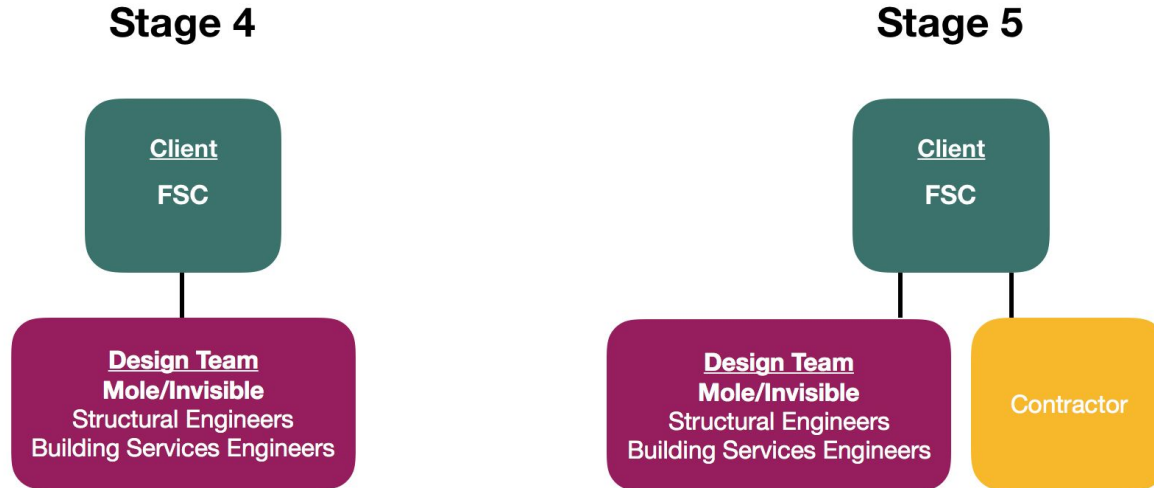 Stage 4
Stage 5
Client
FSC
Client
FSC
Design Team
Mole/Invisible
Structural Engineers
Building Services Engineers
Design Team
Mole/Invisible
Structural Engineers
Building Services Engineers
Contractor